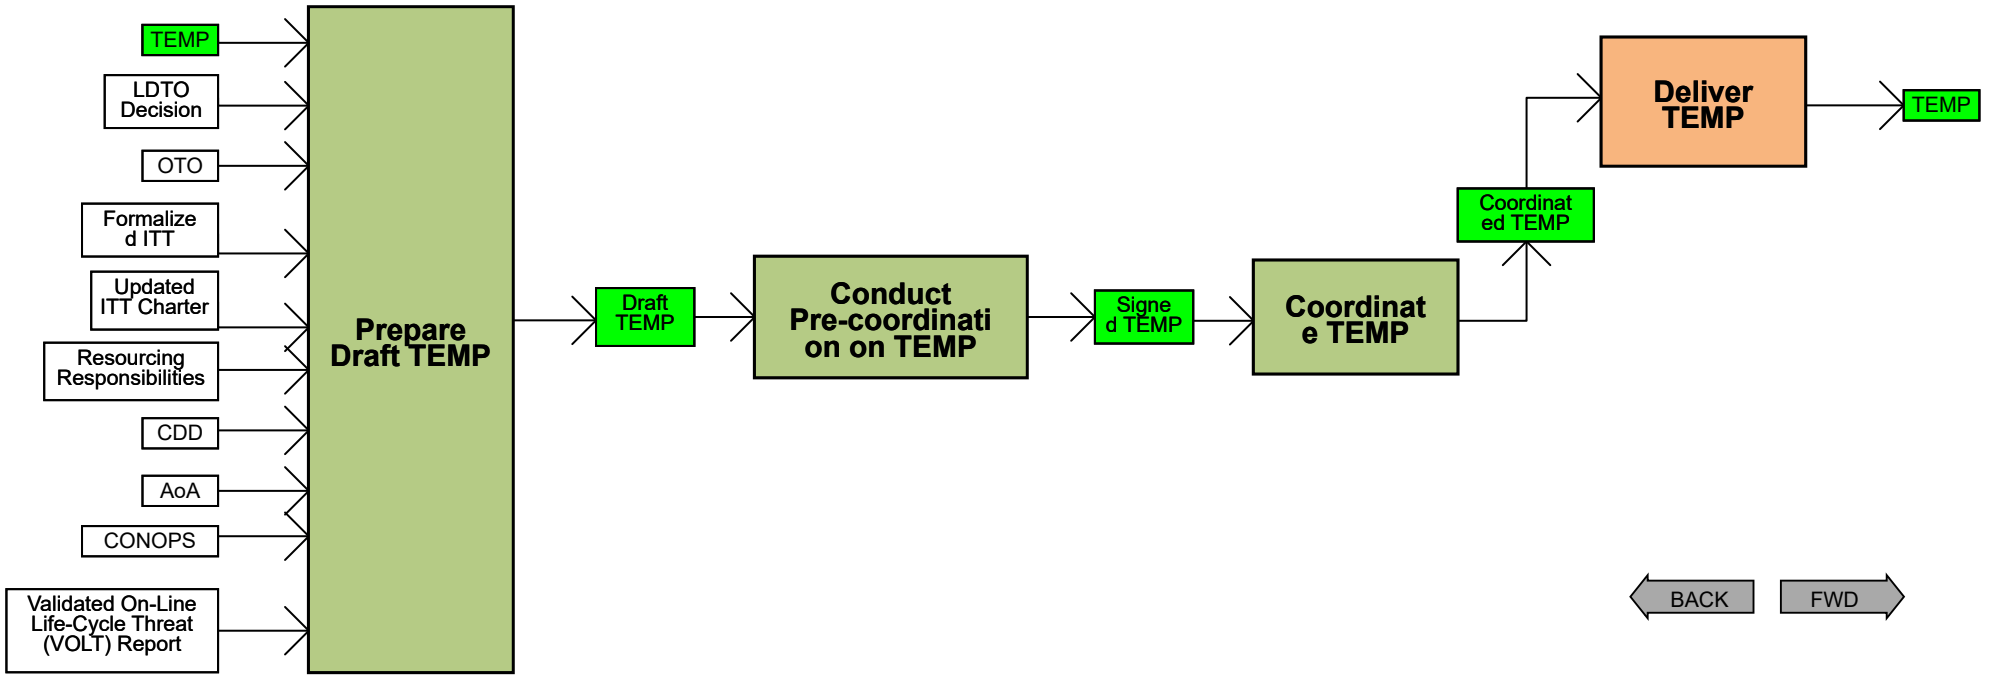 TEMP
LDTO
Decision
OTO
Formalize
d ITT
Updated
ITT Charter
Resourcing
Responsibilities
CDD
AoA
CONOPS
Validated On-Line
Life-Cycle Threat
(VOLT) Report
Prepare
Draft TEMP
Draft
TEMP
Conduct
Pre-coordinati
on on TEMP
Signe
d TEMP
Coordinat
e TEMP
Coordinat
ed TEMP
Deliver
TEMP
TEMP
BACK
FWD